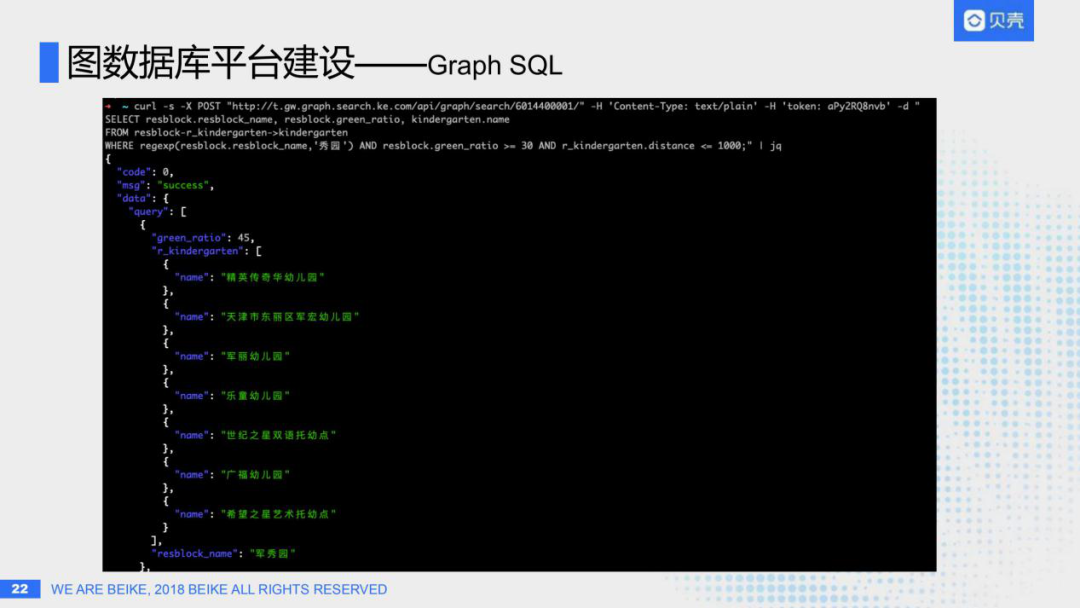 贝壳
图数据库平台建设——Graph SQL
➜ ~ curl -s -X POST "http://t.gw.graph.search.ke.com/api/graph/search/6014400001/" -H 'Content-Type: text/plain' -H 'token: aPy2RQ8nvb' -d "
SELECT resblock.resblock_name, resblock.green_ratio, kindergarten.name
FROM resblock-r_kindergarten->kindergarten
WHERE regexp(resblock.resblock_name,'秀园') AND resblock.green_ratio >= 30 AND r_kindergarten.distance <= 1000;" | jq
{
"code": 0,
"msg": "success",
"data": {
"query": [
{
"green_ratio": 45,
"r_kindergarten": [
{
"name": "精英传奇华幼儿园"
},
{
"name": "天津市东丽区军宏幼儿园"
},
{
"name": "军丽幼儿园"
},
{
"name": "乐童幼儿园"
},
{
"name": "世纪之星双语托幼点"
},
{
"name": "广福幼儿园"
},
{
"name": "希望之星艺术托幼点"
}
],
"resblock_name": "军秀园"
},
22 WE ARE BEIKE, 2018 BEIKE ALL RIGHTS RESERVED